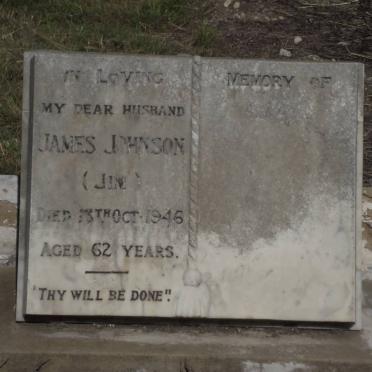 IN LOVING MEMORY OF
MY DEAR HUSBAND
JAMES JOHNSON
(JIM)
DIED 13TH OCT. 1946
AGED 62 YEARS.
"THY WILL BE DONE".